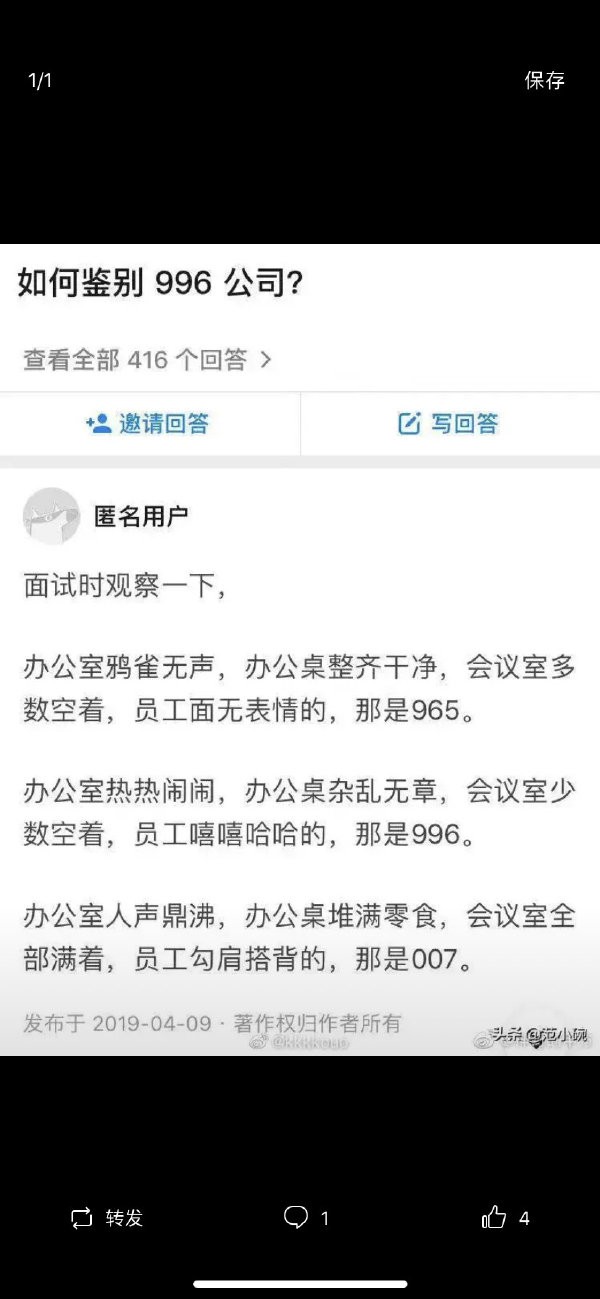 1/1
保存
如何鉴别 996 公司?
查看全部 416 个回答 >
邀请回答
写回答
匿名用户
面试时观察一下，
办公室鸦雀无声，办公桌整齐干净，会议室多
数空着，员工面无表情的，那是965。
办公室热热闹闹，办公桌杂乱无章，会议室少
数空着，员工嘻嘻哈哈的，那是996。
办公室人声鼎沸，办公桌堆满零食，会议室全
部满着，员工勾肩搭背的，那是007。
发布于 2019-04-09 · 著作权归作者所有
头条 @范小碗
转发
1
4